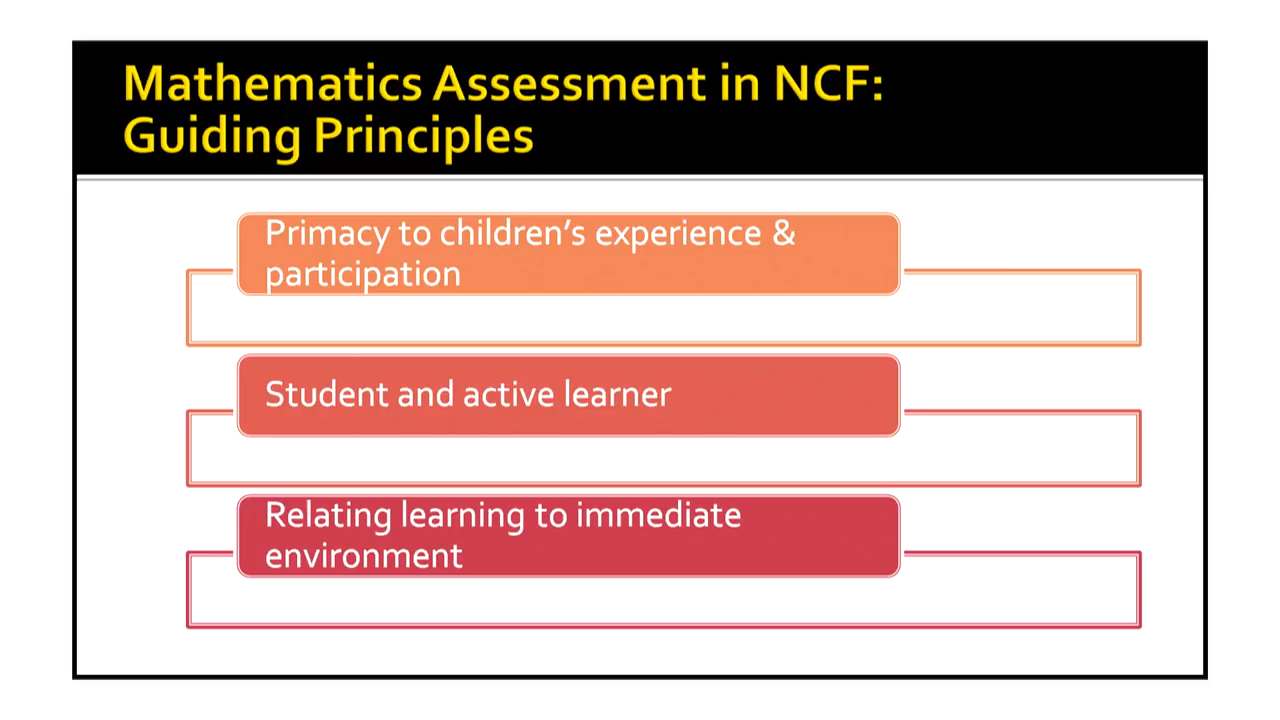 Mathematics Assessment in NCF:
Guiding Principles
Primacy to children’s experience &
participation
Student and active learner
Relating learning to immediate
environment